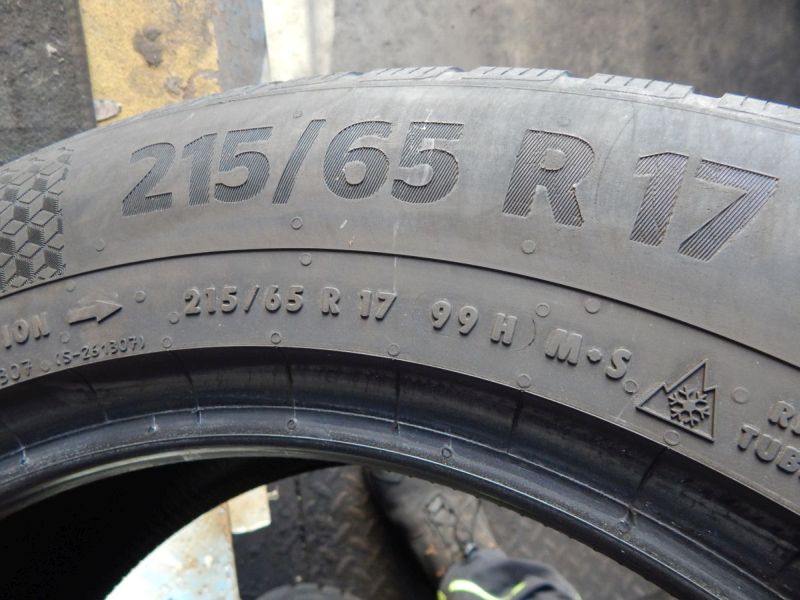 215/65 R 17
ION 215/65 R 17 99 H M+S
(S-261307)
TUB